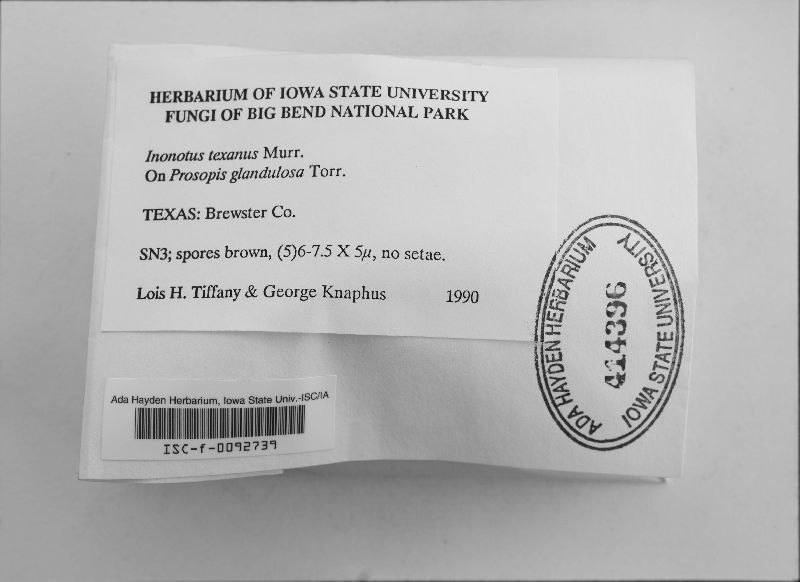 HERBARIUM OF IOWA STATE UNIVERSITY
FUNGI OF BIG BEND NATIONAL PARK
Inonotus texanus Murr.
On Prosopis glandulosa Torr.
TEXAS: Brewster Co.
SN3; spores brown, (5)6-7.5 X 5µ, no setae.
Lois H. Tiffany & George Knaphus 1990
ADA HAYDEN HERBARIUM
414396
IOWA STATE UNIVERSITY
Ada Hayden Herbarium, Iowa State Univ.-ISC/IA
ISC-f-0092739